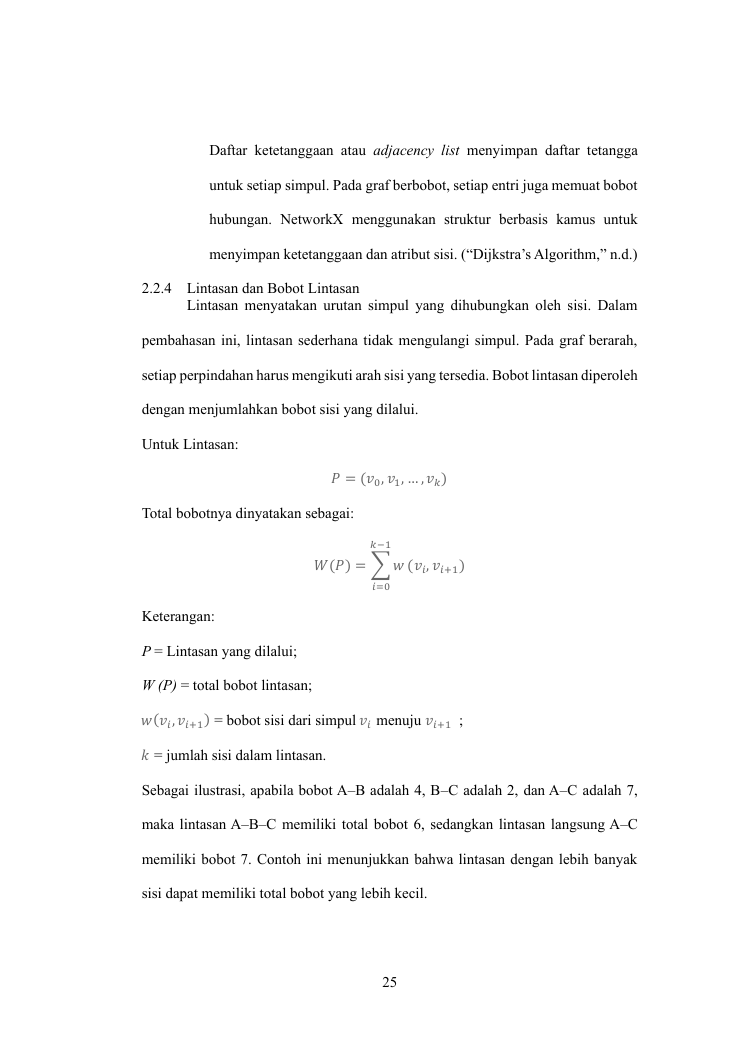 Daftar ketetanggaan atau adjacency list menyimpan daftar tetangga
untuk setiap simpul. Pada graf berbobot, setiap entri juga memuat bobot
hubungan. NetworkX menggunakan struktur berbasis kamus untuk
menyimpan ketetanggaan dan atribut sisi. (“Dijkstra’s Algorithm,” n.d.)
2.2.4 Lintasan dan Bobot Lintasan
Lintasan menyatakan urutan simpul yang dihubungkan oleh sisi. Dalam
pembahasan ini, lintasan sederhana tidak mengulangi simpul. Pada graf berarah,
setiap perpindahan harus mengikuti arah sisi yang tersedia. Bobot lintasan diperoleh
dengan menjumlahkan bobot sisi yang dilalui.
Untuk Lintasan:
𝑃 = (𝑣₀, 𝑣₁, … , 𝑣ₖ)
Total bobotnya dinyatakan sebagai:
𝑊(𝑃) = ∑_{𝑖=0}^{𝑘−1} 𝑤 (𝑣ᵢ, 𝑣ᵢ₊₁)
Keterangan:
P = Lintasan yang dilalui;
W (P) = total bobot lintasan;
𝑤(𝑣ᵢ, 𝑣ᵢ₊₁) = bobot sisi dari simpul 𝑣ᵢ menuju 𝑣ᵢ₊₁ ;
𝑘 = jumlah sisi dalam lintasan.
Sebagai ilustrasi, apabila bobot A–B adalah 4, B–C adalah 2, dan A–C adalah 7,
maka lintasan A–B–C memiliki total bobot 6, sedangkan lintasan langsung A–C
memiliki bobot 7. Contoh ini menunjukkan bahwa lintasan dengan lebih banyak
sisi dapat memiliki total bobot yang lebih kecil.
25